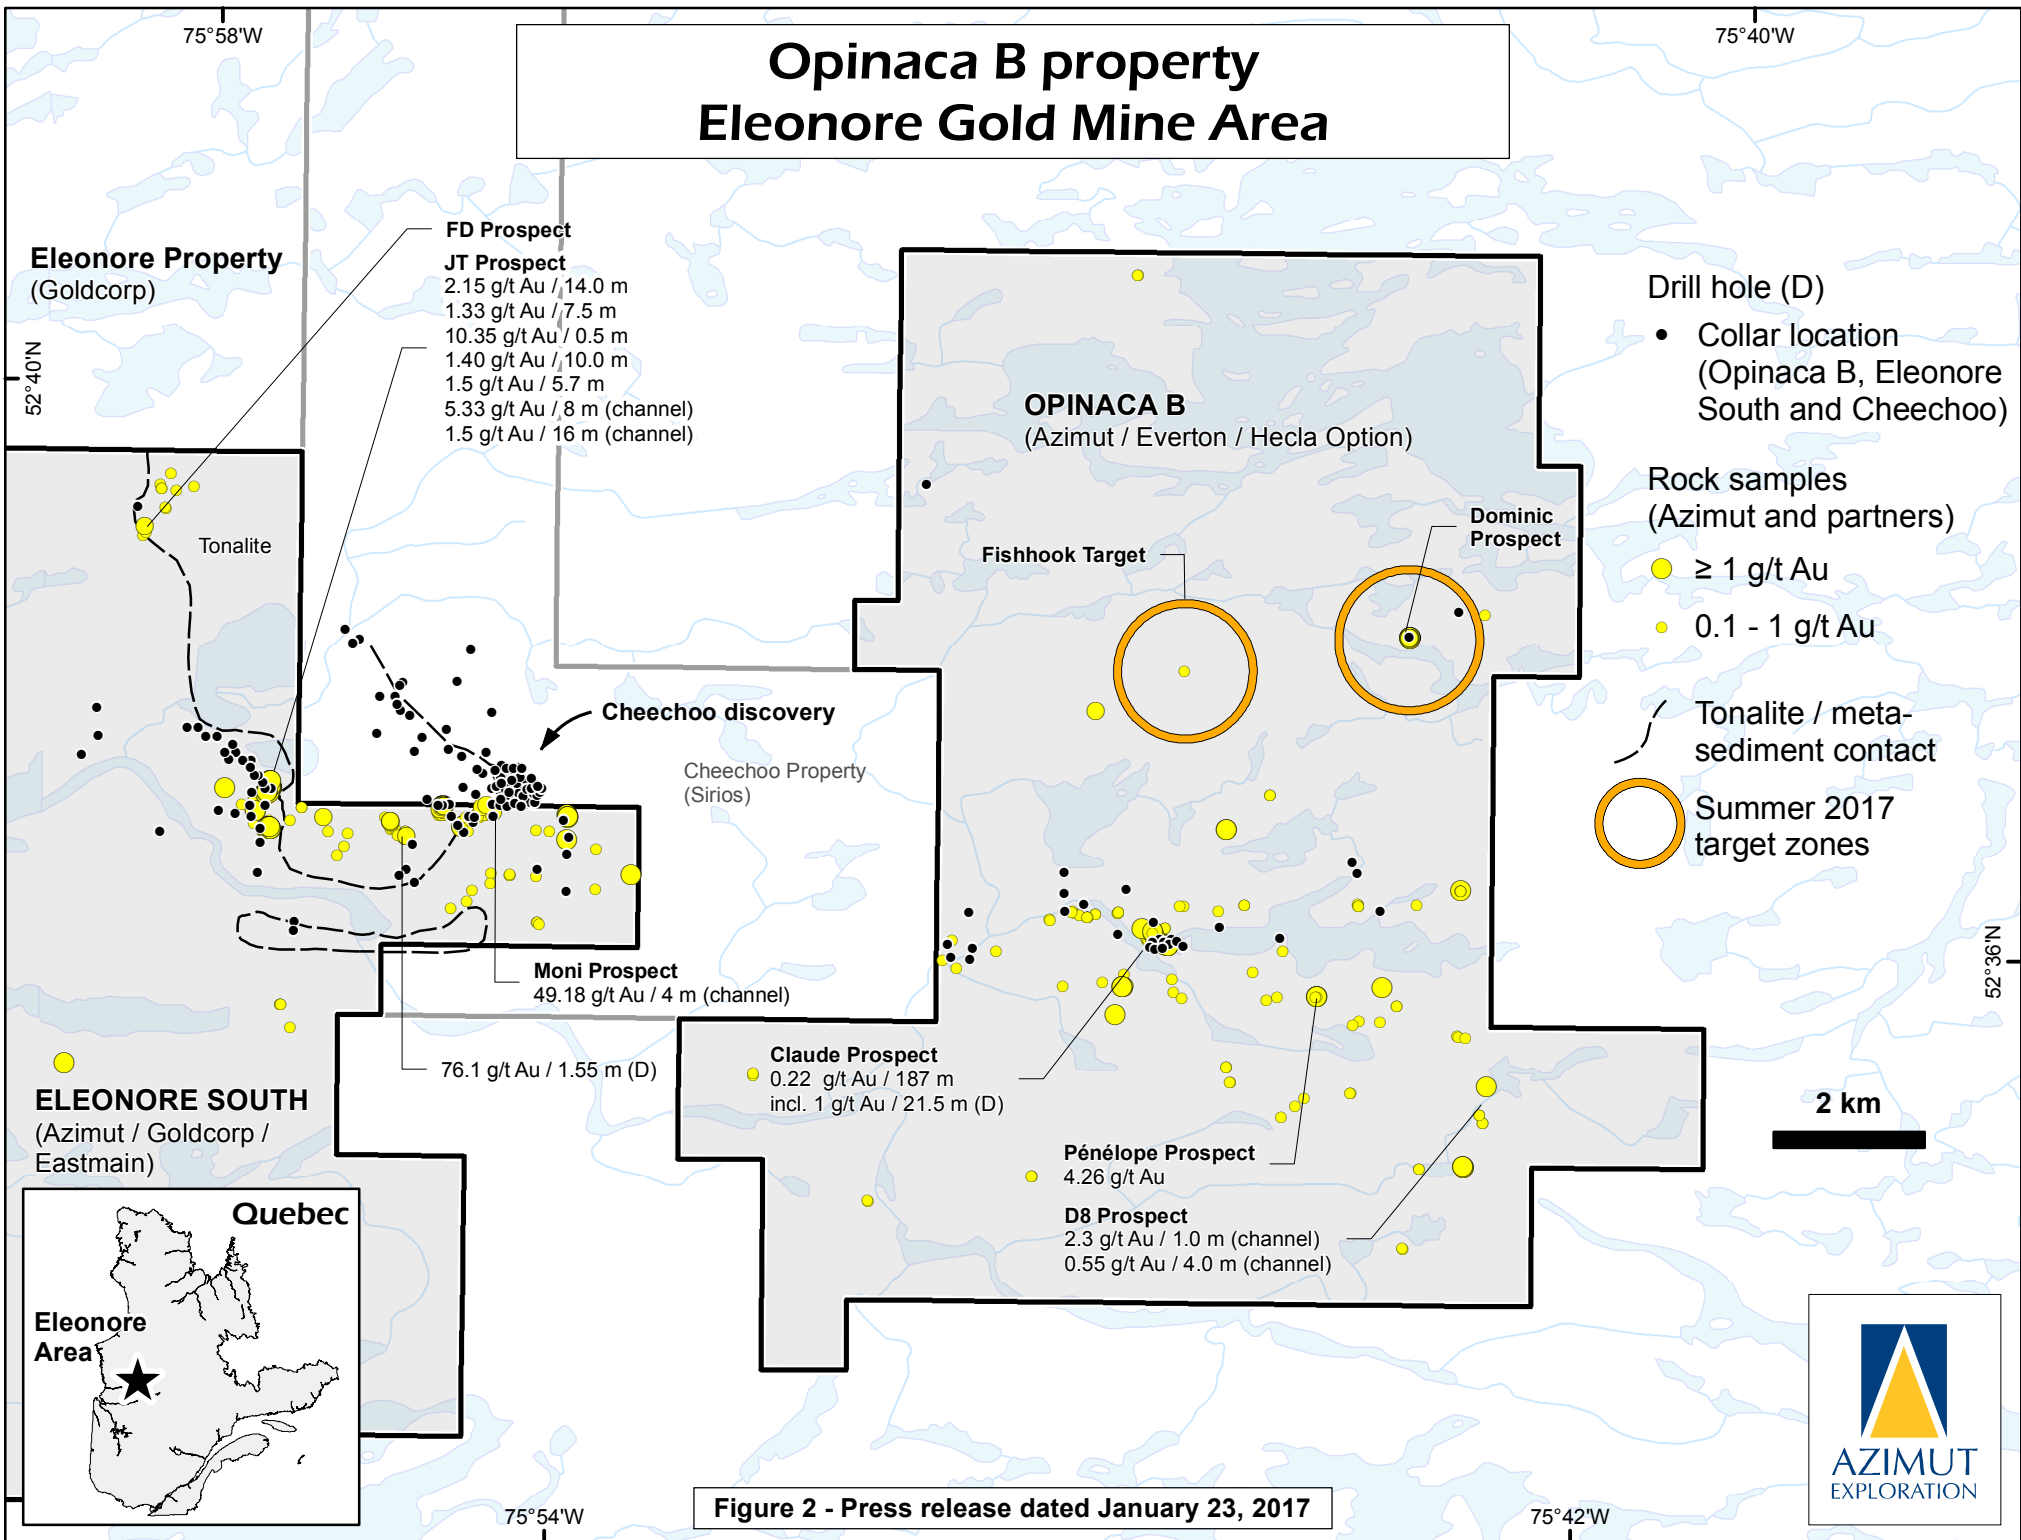 75°58'W
75°40'W
Opinaca B property
Eleonore Gold Mine Area
Eleonore Property
(Goldcorp)
52°40'N
FD Prospect
JT Prospect
2.15 g/t Au / 14.0 m
1.33 g/t Au / 7.5 m
10.35 g/t Au / 0.5 m
1.40 g/t Au / 10.0 m
1.5 g/t Au / 5.7 m
5.33 g/t Au / 8 m (channel)
1.5 g/t Au / 16 m (channel)
Tonalite
OPINACA B
(Azimut / Everton / Hecla Option)
Fishhook Target
Dominic
Prospect
Cheechoo discovery
Cheechoo Property
(Sirios)
Drill hole (D)
Collar location
(Opinaca B, Eleonore
South and Cheechoo)
Rock samples
(Azimut and partners)
≥ 1 g/t Au
0.1 - 1 g/t Au
Tonalite / meta-
sediment contact
Summer 2017
target zones
52°36'N
Moni Prospect
49.18 g/t Au / 4 m (channel)
76.1 g/t Au / 1.55 m (D)
ELEONORE SOUTH
(Azimut / Goldcorp /
Eastmain)
Claude Prospect
0.22 g/t Au / 187 m
incl. 1 g/t Au / 21.5 m (D)
Pénélope Prospect
4.26 g/t Au
D8 Prospect
2.3 g/t Au / 1.0 m (channel)
0.55 g/t Au / 4.0 m (channel)
2 km
Quebec
Eleonore
Area
AZIMUT
EXPLORATION
75°54'W
Figure 2 - Press release dated January 23, 2017
75°42'W